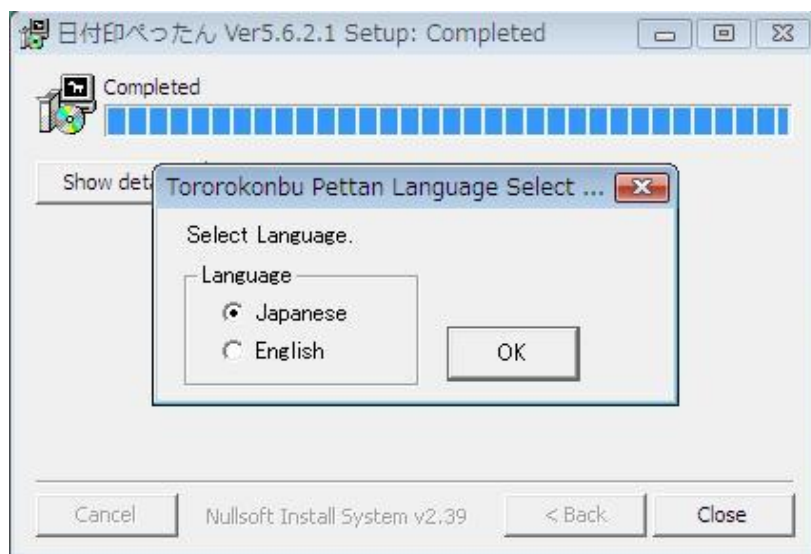 日付印ぺったん Ver5.6.2.1 Setup: Completed
Completed
Show deta
Tororokonbu Pettan Language Select ...
Select Language.
Language
Japanese
English
OK
Cancel
Nullsoft Install System v2.39
< Back
Close